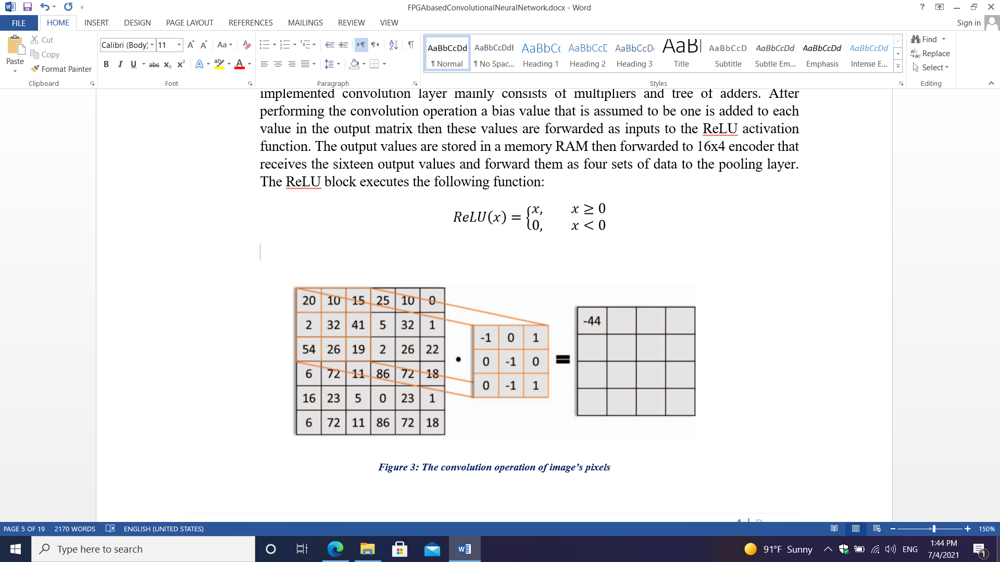 FPGAbasedConvolutionalNeuralNetwork.docx - Word
?
FILE HOME INSERT DESIGN PAGE LAYOUT REFERENCES MAILINGS REVIEW VIEW Sign in
Cut
Copy
Format Painter
Paste
Clipboard
Calibri (Body) 11
Font
Paragraph
AaBbCcDd AaBbCcDdE AaBbCc AaBbCcD AaBbCcD AaB AaBbCcD AaBbCcDd AaBbCcDd AaBbCcDd
¶ Normal ¶ No Spac... Heading 1 Heading 2 Heading 3 Title Subtitle Subtle Em... Emphasis Intense E...
Styles
Find
Replace
Select
Editing
implemented convolution layer mainly consists of multipliers and tree of adders. After
performing the convolution operation a bias value that is assumed to be one is added to each
value in the output matrix then these values are forwarded as inputs to the ReLU activation
function. The output values are stored in a memory RAM then forwarded to 16x4 encoder that
receives the sixteen output values and forward them as four sets of data to the pooling layer.
The ReLU block executes the following function:
ReLU(x) = {x, x ≥ 0
0, x < 0
20 10 15 25 10 0
2 32 41 5 32 1
54 26 19 2 26 22
6 72 11 86 72 18
16 23 5 0 23 1
6 72 11 86 72 18
•
-1 0 1
0 -1 0
0 -1 1
=
-44
Figure 3: The convolution operation of image's pixels
PAGE 5 OF 19 2170 WORDS ENGLISH (UNITED STATES) 150%
Type here to search
91°F Sunny
ENG
1:44 PM
7/4/2021
1